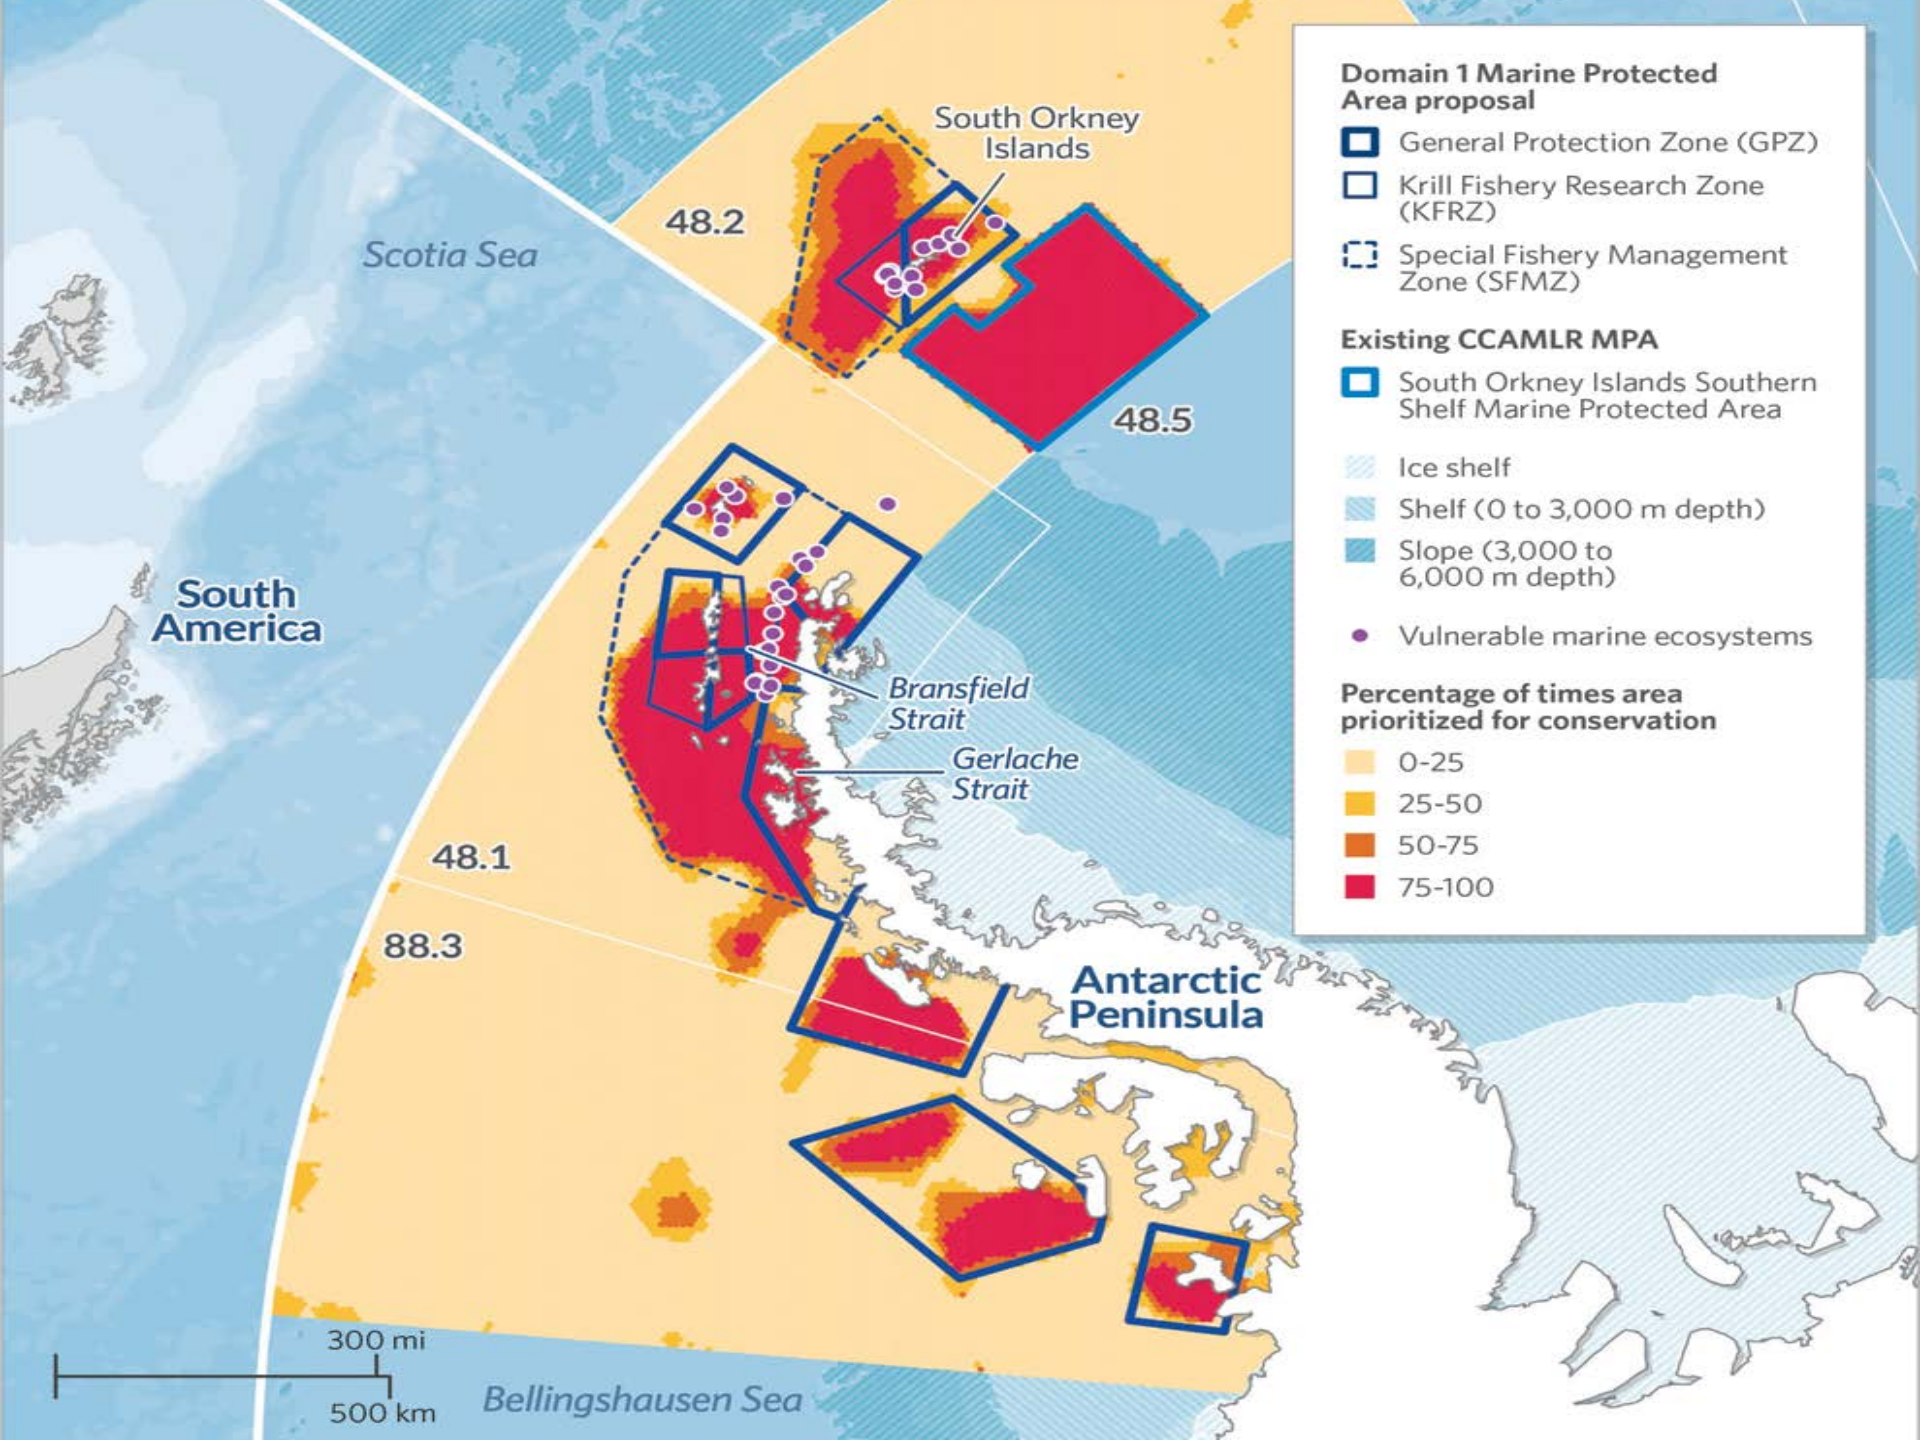 South Orkney
Islands
48.2
Scotia Sea
48.5
South
America
Bransfield
Strait
Gerlache
Strait
48.1
88.3
Antarctic
Peninsula
300 mi
500 km
Bellingshausen Sea
Domain 1 Marine Protected
Area proposal
General Protection Zone (GPZ)
Krill Fishery Research Zone
(KFRZ)
Special Fishery Management
Zone (SFMZ)
Existing CCAMLR MPA
South Orkney Islands Southern
Shelf Marine Protected Area
Ice shelf
Shelf (0 to 3,000 m depth)
Slope (3,000 to
6,000 m depth)
Vulnerable marine ecosystems
Percentage of times area
prioritized for conservation
0-25
25-50
50-75
75-100